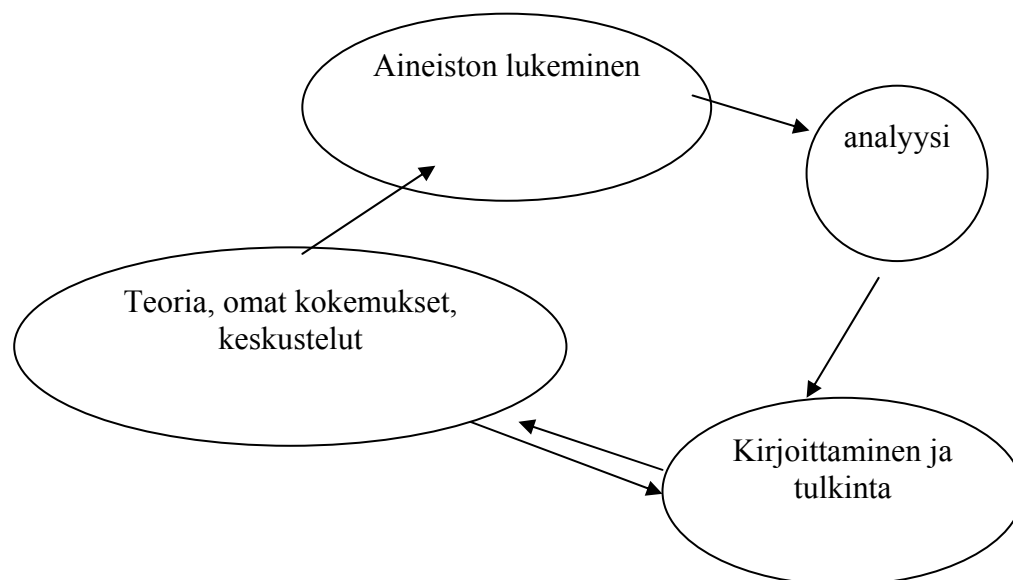 Aineiston lukeminen
analyysi
Teoria, omat kokemukset,
keskustelut
Kirjoittaminen ja
tulkinta